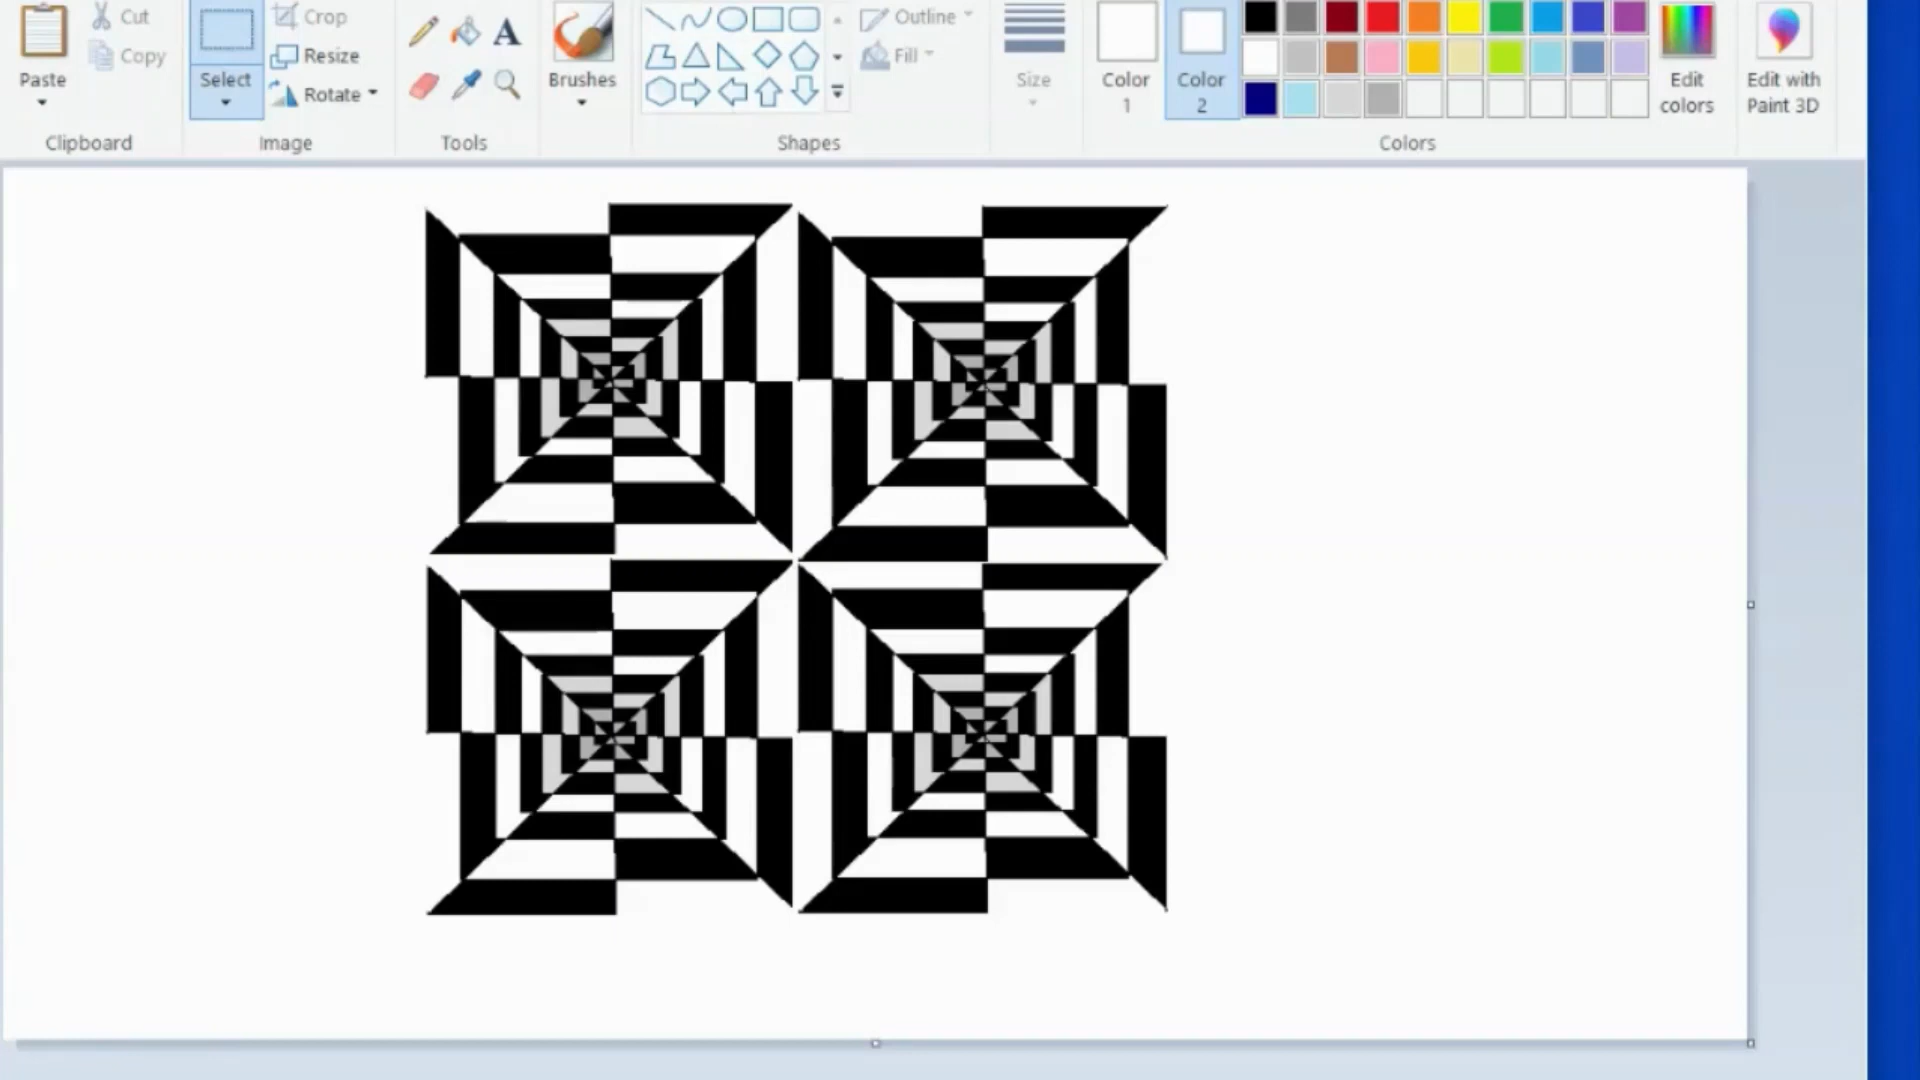 Paste
Cut
Copy
Clipboard
Select
Crop
Resize
Rotate
Image
A
Tools
Brushes
Outline
Fill
Shapes
Size
Color
1
Color
2
Edit
colors
Colors
Edit with
Paint 3D